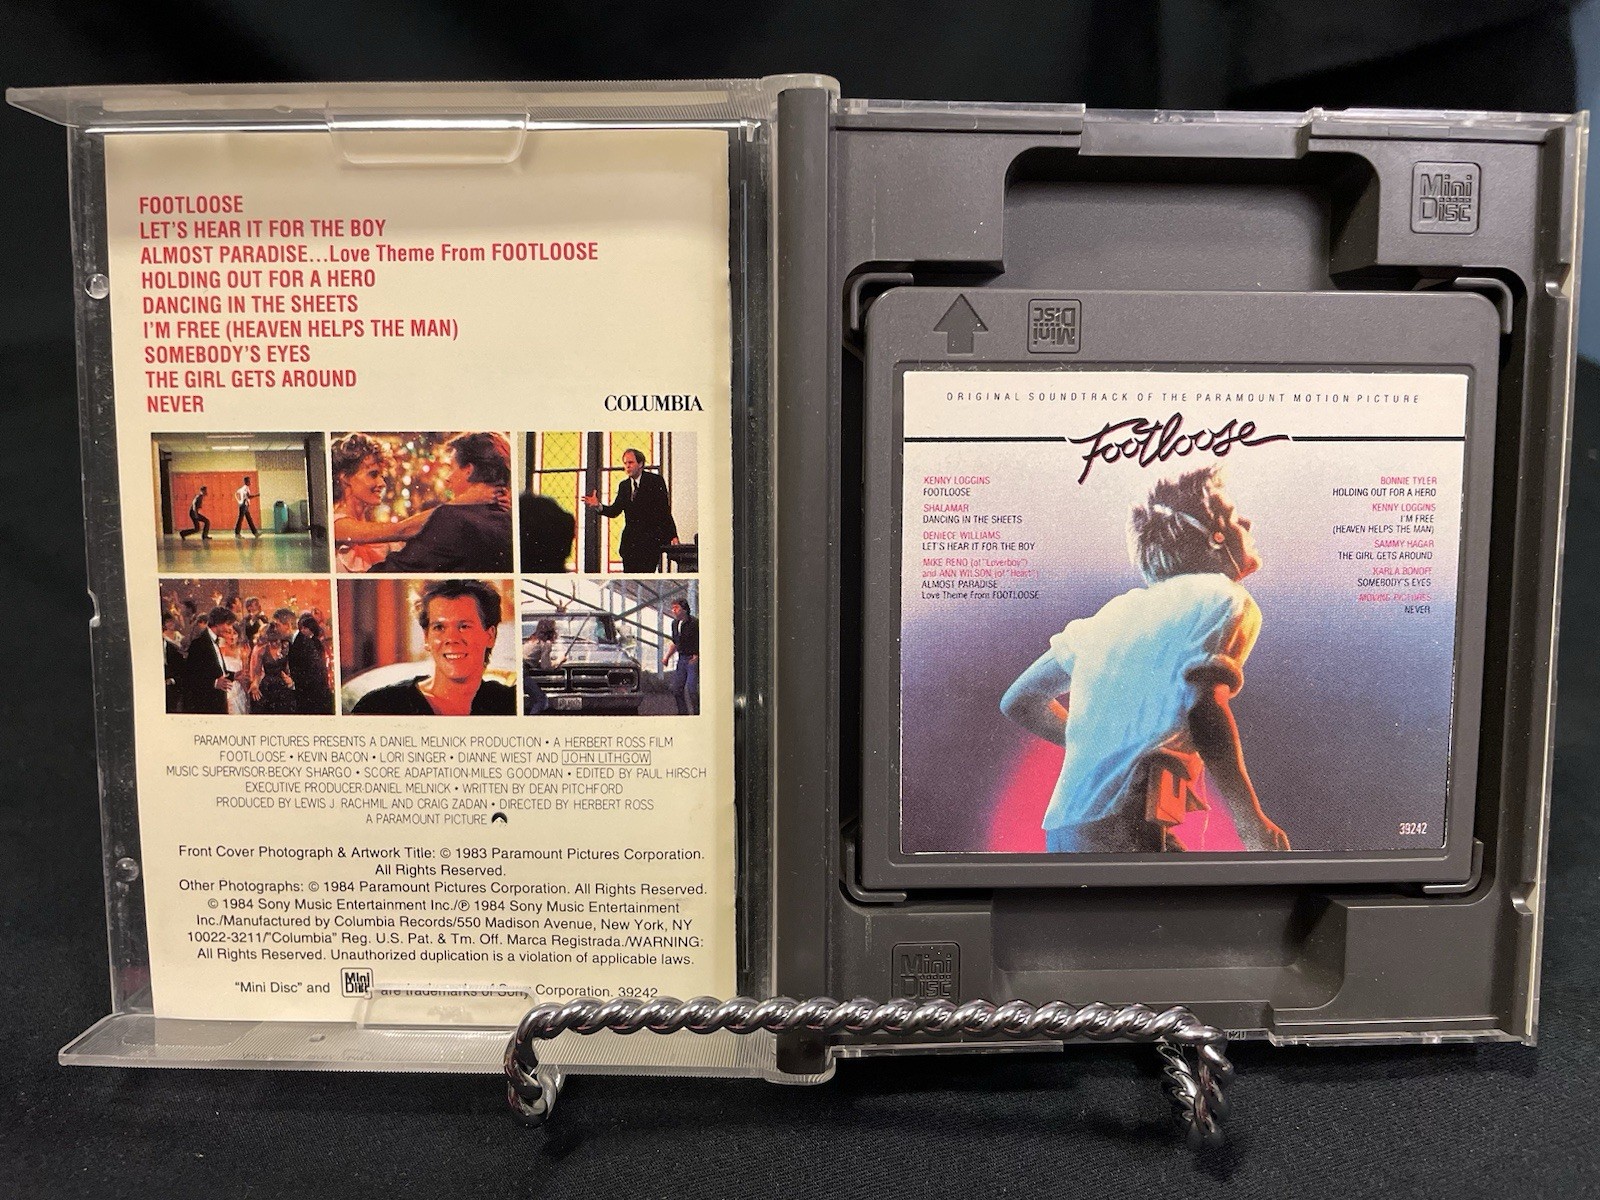 FOOTLOOSE
LET'S HEAR IT FOR THE BOY
ALMOST PARADISE...Love Theme From FOOTLOOSE
HOLDING OUT FOR A HERO
DANCING IN THE SHEETS
I'M FREE (HEAVEN HELPS THE MAN)
SOMEBODY'S EYES
THE GIRL GETS AROUND
NEVER
COLUMBIA
PARAMOUNT PICTURES PRESENTS A DANIEL MELNICK PRODUCTION • A HERBERT ROSS FILM
FOOTLOOSE • KEVIN BACON • LORI SINGER • DIANNE WIEST AND JOHN LITHGOW
MUSIC SUPERVISOR-BECKY SHARGO • SCORE ADAPTATION-MILES GOODMAN • EDITED BY PAUL HIRSCH
EXECUTIVE PRODUCER-DANIEL MELNICK • WRITTEN BY DEAN PITCHFORD
PRODUCED BY LEWIS J. RACHMIL AND CRAIG ZADAN • DIRECTED BY HERBERT ROSS
A PARAMOUNT PICTURE
Front Cover Photograph & Artwork Title: © 1983 Paramount Pictures Corporation.
All Rights Reserved.
Other Photographs: © 1984 Paramount Pictures Corporation. All Rights Reserved.
© 1984 Sony Music Entertainment Inc./℗ 1984 Sony Music Entertainment
Inc./Manufactured by Columbia Records/550 Madison Avenue, New York, NY
10022-3211/"Columbia" Reg. U.S. Pat. & Tm. Off. Marca Registrada./WARNING:
All Rights Reserved. Unauthorized duplication is a violation of applicable laws.
"Mini Disc" and Mini Disc are trademarks of Sony Corporation. 39242
Mini
Disc
Mini
Disc
ORIGINAL SOUNDTRACK OF THE PARAMOUNT MOTION PICTURE
Footloose
KENNY LOGGINS
FOOTLOOSE
SHALAMAR
DANCING IN THE SHEETS
DENIECE WILLIAMS
LET'S HEAR IT FOR THE BOY
MIKE RENO (of "Loverboy")
and ANN WILSON (of "Heart")
ALMOST PARADISE
Love Theme From FOOTLOOSE
BONNIE TYLER
HOLDING OUT FOR A HERO
KENNY LOGGINS
I'M FREE
(HEAVEN HELPS THE MAN)
SAMMY HAGAR
THE GIRL GETS AROUND
KARLA BONOFF
SOMEBODY'S EYES
MOVING PICTURES
NEVER
39242
Mini
Disc